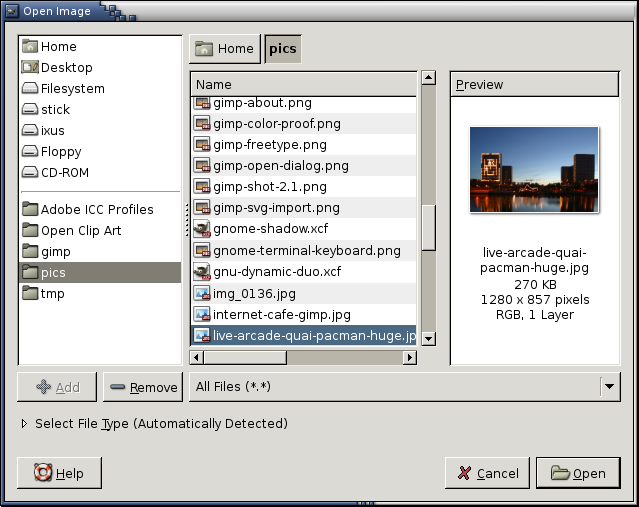 Open Image
Home
Desktop
Filesystem
stick
ixus
Floppy
CD-ROM
Adobe ICC Profiles
Open Clip Art
gimp
pics
tmp
Home
pics
Name
gimp-about.png
gimp-color-proof.png
gimp-freetype.png
gimp-open-dialog.png
gimp-shot-2.1.png
gimp-svg-import.png
gnome-shadow.xcf
gnome-terminal-keyboard.png
gnu-dynamic-duo.xcf
img_0136.jpg
internet-cafe-gimp.jpg
live-arcade-quai-pacman-huge.jp
Preview
live-arcade-quai-
pacman-huge.jpg
270 KB
1280 x 857 pixels
RGB, 1 Layer
Add
Remove
All Files (*.*)
Select File Type (Automatically Detected)
Help
Cancel
Open